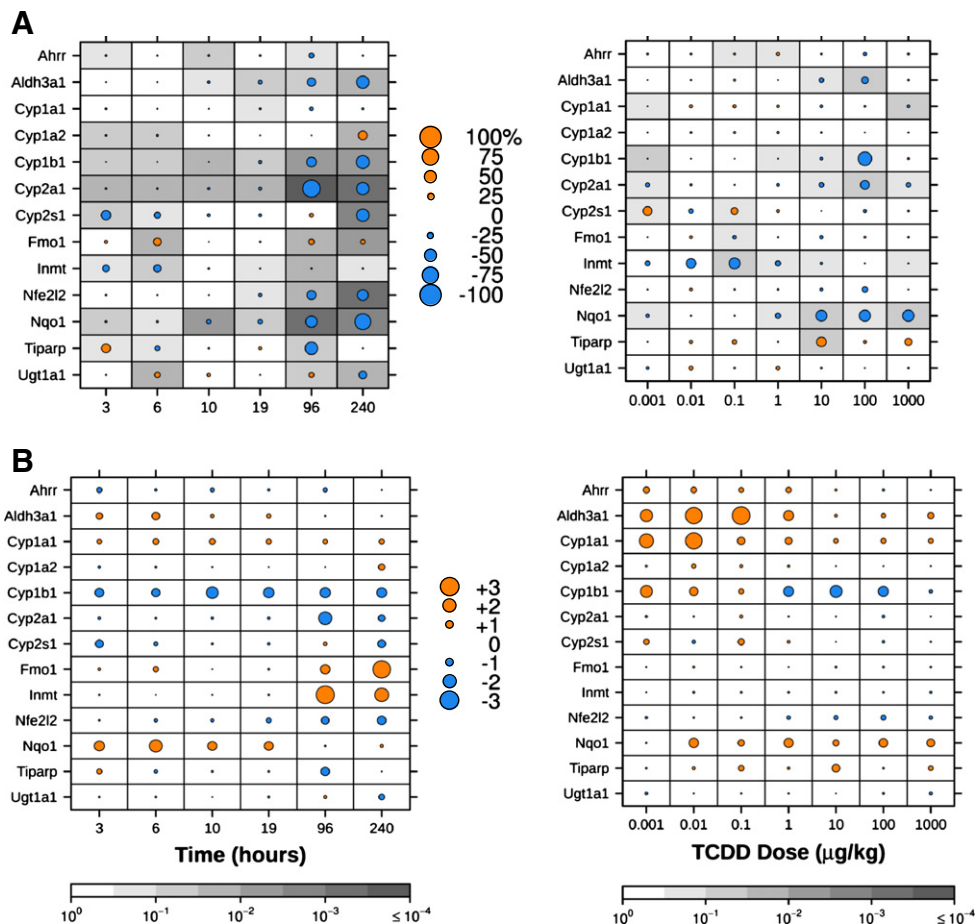 A
Ahrr
Aldh3a1
Cyp1a1
Cyp1a2
Cyp1b1
Cyp2a1
Cyp2s1
Fmo1
Inmt
Nfe2l2
Nqo1
Tiparp
Ugt1a1
3 6 10 19 96 240
100%
75
50
25
0
-25
-50
-75
-100
Ahrr
Aldh3a1
Cyp1a1
Cyp1a2
Cyp1b1
Cyp2a1
Cyp2s1
Fmo1
Inmt
Nfe2l2
Nqo1
Tiparp
Ugt1a1
0.001 0.01 0.1 1 10 100 1000
B
Ahrr
Aldh3a1
Cyp1a1
Cyp1a2
Cyp1b1
Cyp2a1
Cyp2s1
Fmo1
Inmt
Nfe2l2
Nqo1
Tiparp
Ugt1a1
3 6 10 19 96 240
Time (hours)
+3
+2
+1
0
-1
-2
-3
Ahrr
Aldh3a1
Cyp1a1
Cyp1a2
Cyp1b1
Cyp2a1
Cyp2s1
Fmo1
Inmt
Nfe2l2
Nqo1
Tiparp
Ugt1a1
0.001 0.01 0.1 1 10 100 1000
TCDD Dose (μg/kg)
10⁰ 10⁻¹ 10⁻² 10⁻³ ≤ 10⁻⁴
10⁰ 10⁻¹ 10⁻² 10⁻³ ≤ 10⁻⁴